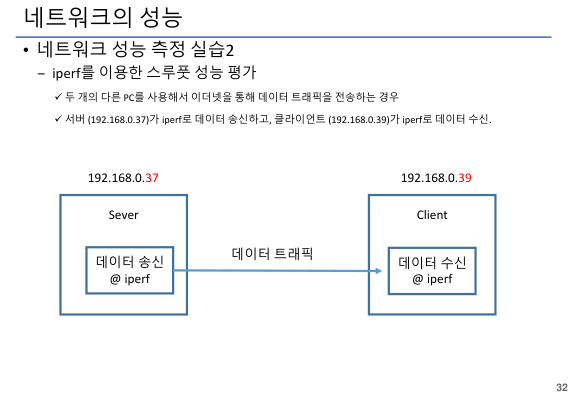 네트워크의 성능
• 네트워크 성능 측정 실습2
– iperf를 이용한 스루풋 성능 평가
✓ 두 개의 다른 PC를 사용해서 이더넷을 통해 데이터 트래픽을 전송하는 경우
✓ 서버 (192.168.0.37)가 iperf로 데이터 송신하고, 클라이언트 (192.168.0.39)가 iperf로 데이터 수신.
192.168.0.37
192.168.0.39
Sever
Client
데이터 트래픽
데이터 송신
@ iperf
데이터 수신
@ iperf
32